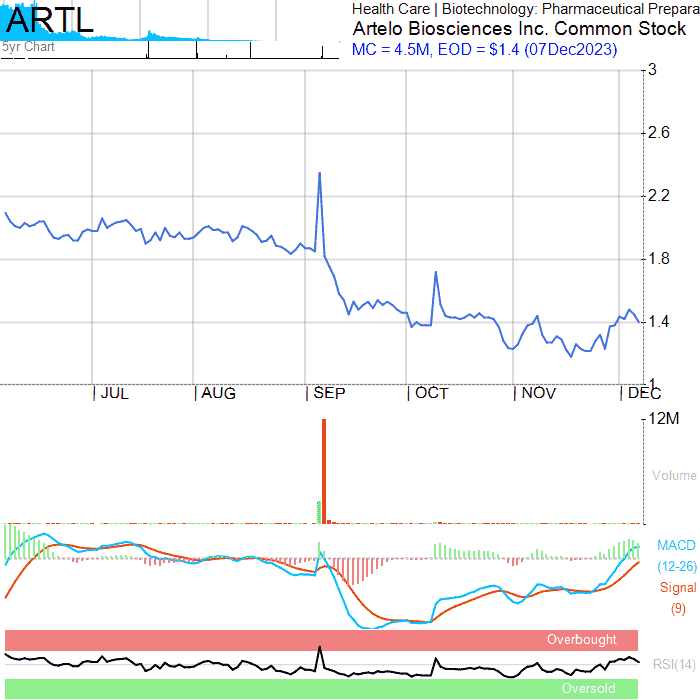 ARTL
5yr Chart
Health Care | Biotechnology: Pharmaceutical Prepara
Artelo Biosciences Inc. Common Stock
MC = 4.5M, EOD = $1.4 (07Dec2023)
3
2.6
2.2
1.8
1.4
1
JUL AUG SEP OCT NOV DEC
12M
Volume
MACD
(12-26)
Signal
(9)
Overbought
RSI(14)
Oversold